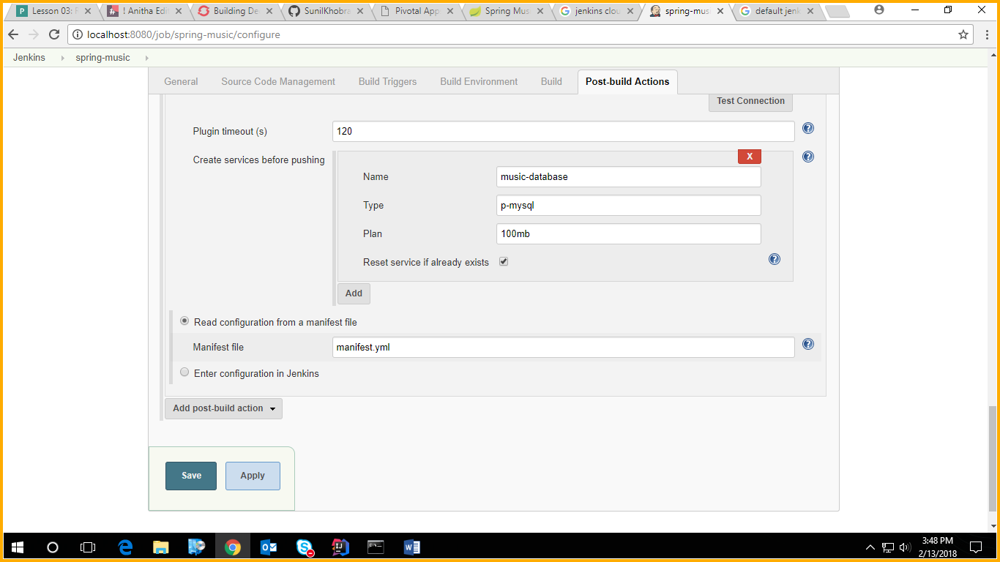 Lesson 03: F
! Anitha Edi
Building De
SunilKhobra
Pivotal App
Spring Mus
jenkins clou
spring-mus
default jenk
localhost:8080/job/spring-music/configure
Jenkins spring-music
General Source Code Management Build Triggers Build Environment Build Post-build Actions
Test Connection
Plugin timeout (s) 120
Create services before pushing
X
Name music-database
Type p-mysql
Plan 100mb
Reset service if already exists
Add
Read configuration from a manifest file
Manifest file manifest.yml
Enter configuration in Jenkins
Add post-build action
Save Apply
3:48 PM
2/13/2018